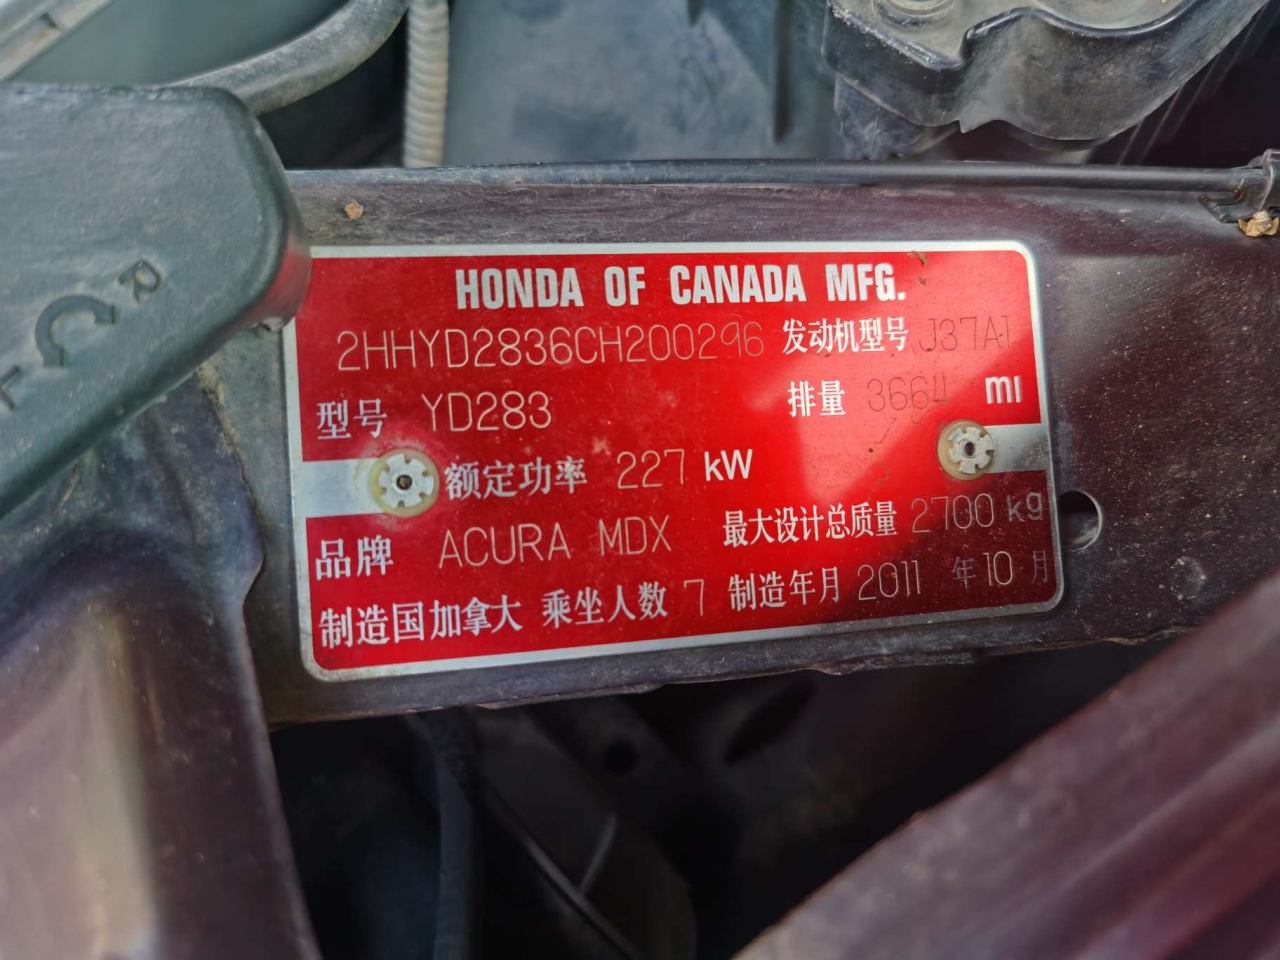 HONDA OF CANADA MFG.
2HHYD2836CH200296 发动机型号 J37A1
型号 YD283 排量 3664 ml
额定功率 227 kW
品牌 ACURA MDX 最大设计总质量 2700 kg
制造国加拿大 乘坐人数 7 制造年月 2011 年 10 月
R